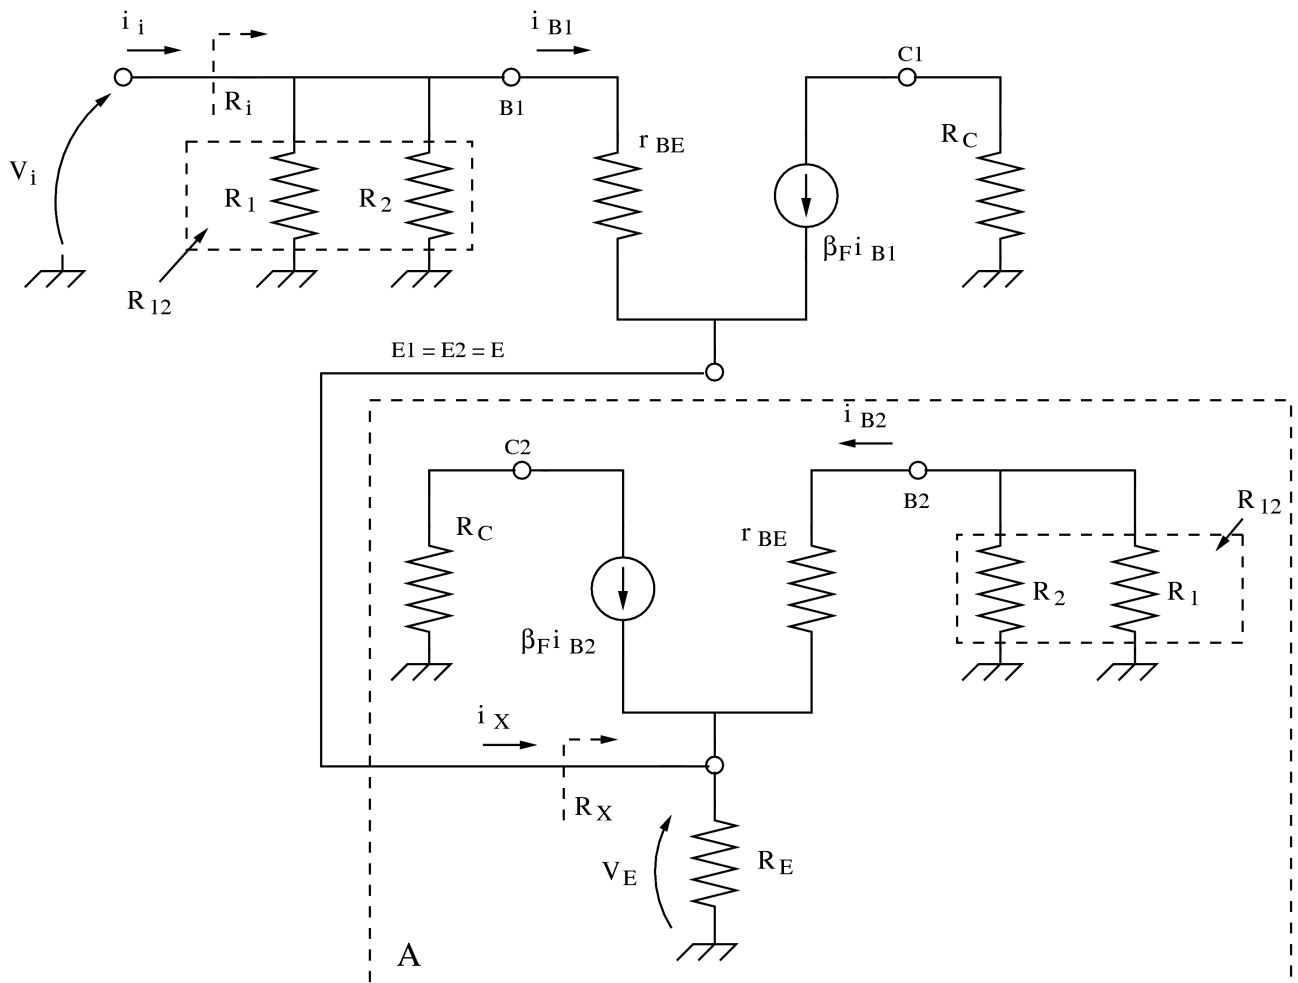 i i
i B1
C1
R i
B1
r BE
R C
V i
R 1
R 2
β F i B1
R 12
E1 = E2 = E
i B2
C2
B2
R 12
R C
r BE
R 2
R 1
β F i B2
i X
R X
V E
R E
A